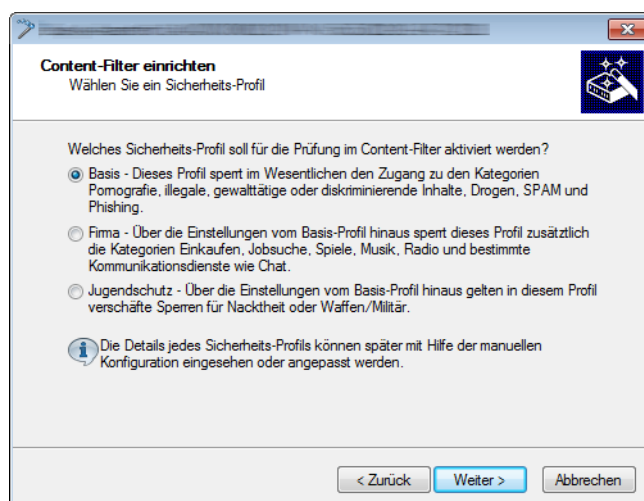 Content-Filter einrichten
Wählen Sie ein Sicherheits-Profil
Welches Sicherheits-Profil soll für die Prüfung im Content-Filter aktiviert werden?
Basis - Dieses Profil sperrt im Wesentlichen den Zugang zu den Kategorien
Pornografie, illegale, gewalttätige oder diskriminierende Inhalte, Drogen, SPAM und
Phishing.
Firma - Über die Einstellungen vom Basis-Profil hinaus sperrt dieses Profil zusätzlich
die Kategorien Einkaufen, Jobsuche, Spiele, Musik, Radio und bestimmte
Kommunikationsdienste wie Chat.
Jugendschutz - Über die Einstellungen vom Basis-Profil hinaus gelten in diesem Profil
verschäfte Sperren für Nacktheit oder Waffen/Militär.
Die Details jedes Sicherheits-Profils können später mit Hilfe der manuellen
Konfiguration eingesehen oder angepasst werden.
< Zurück Weiter > Abbrechen